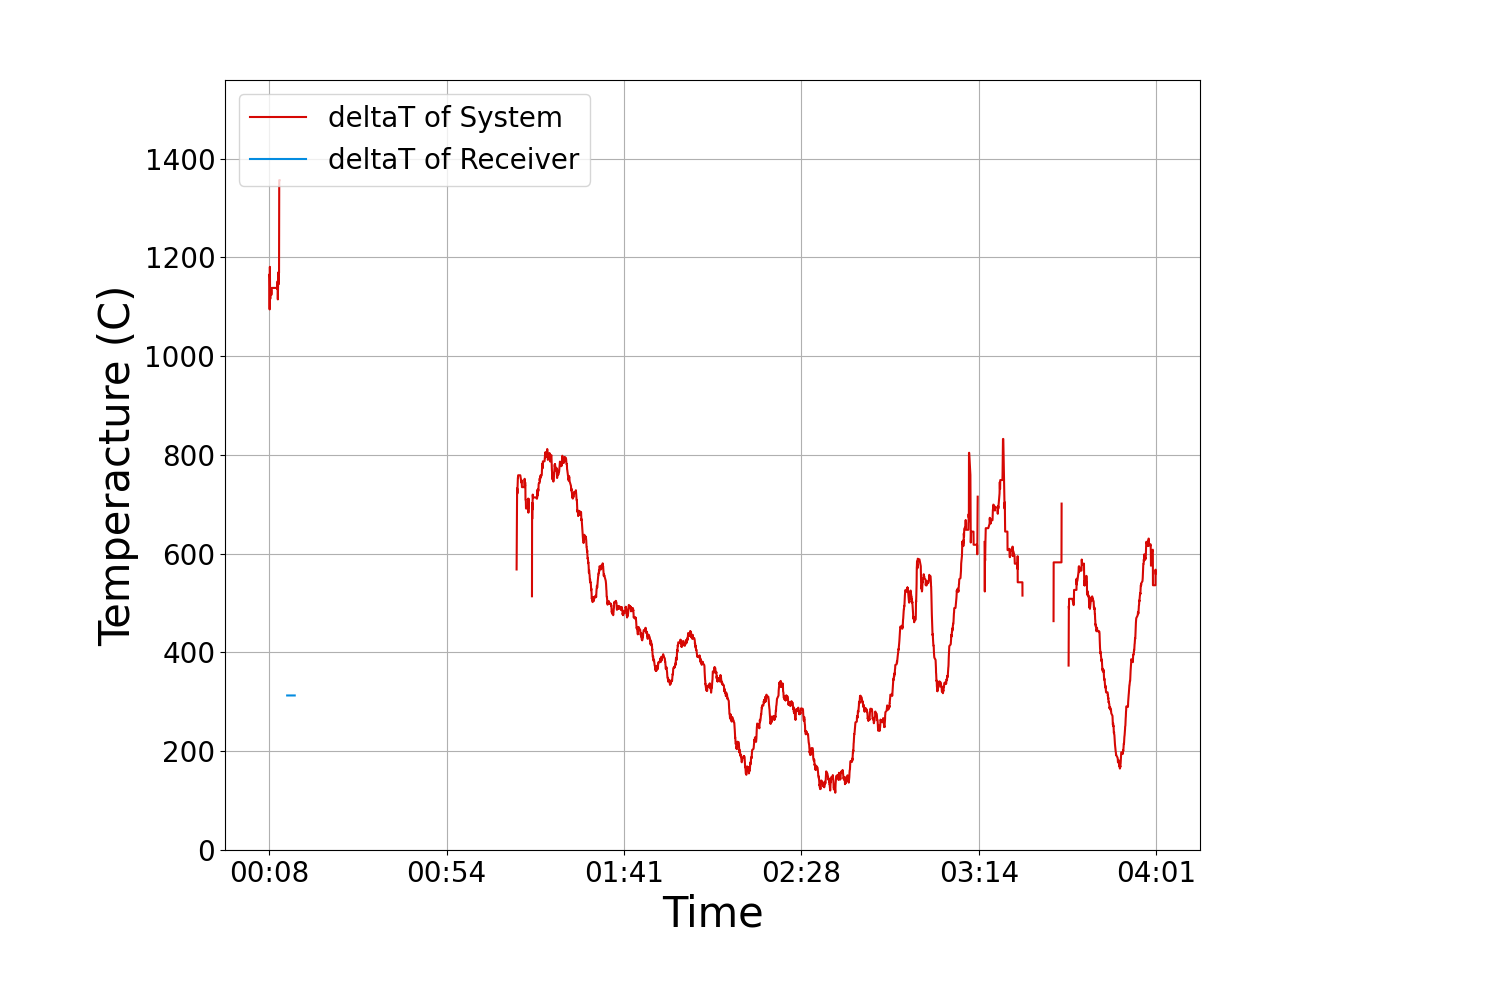 deltaT of System
deltaT of Receiver
1400
1200
1000
800
600
400
200
0
Temperacture (C)
00:08 00:54 01:41 02:28 03:14 04:01
Time